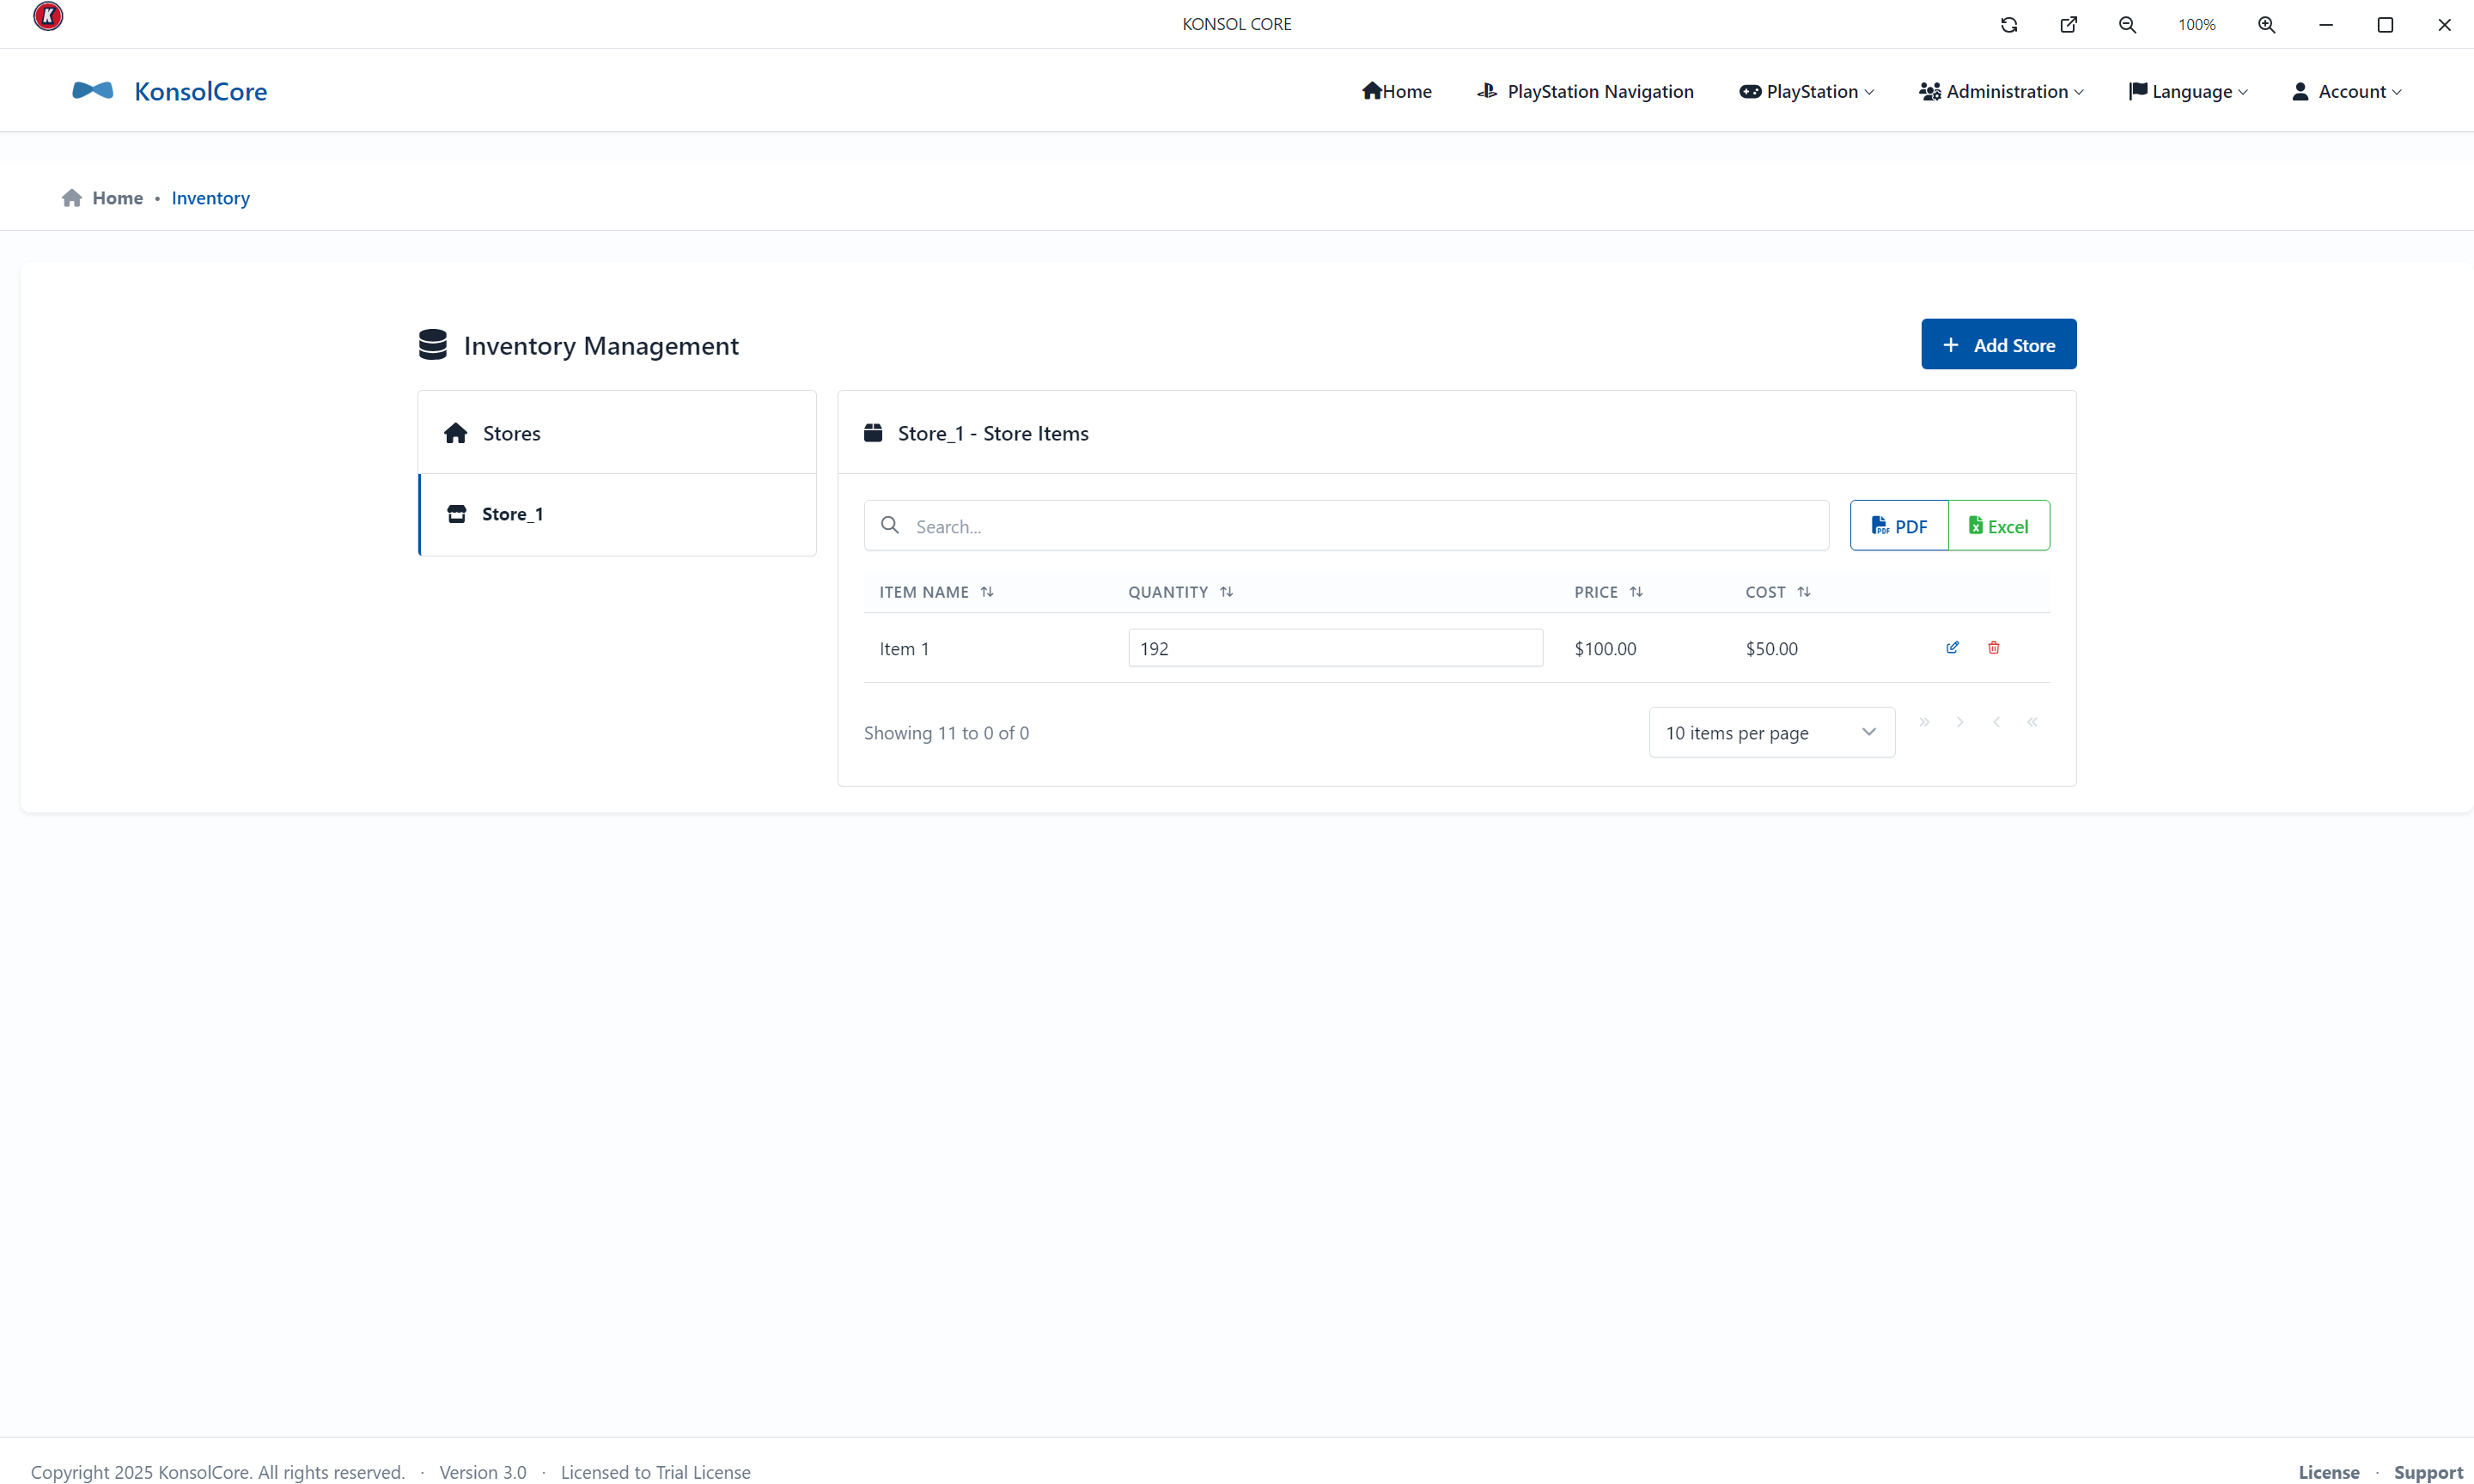 K
KONSOL CORE
100%
KonsolCore
Home PlayStation Navigation PlayStation Administration Language Account
Home • Inventory
Inventory Management
+ Add Store
Stores
Store_1 - Store Items
Store_1
Search...
PDF Excel
ITEM NAME QUANTITY PRICE COST
Item 1 192 $100.00 $50.00
Showing 11 to 0 of 0
10 items per page
» › ‹ «
Copyright 2025 KonsolCore. All rights reserved. · Version 3.0 · Licensed to Trial License
License · Support